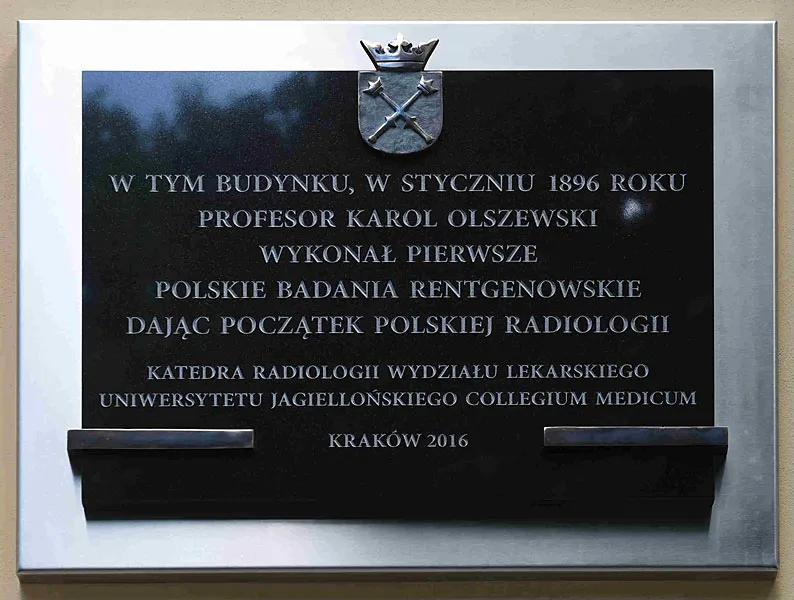 W TYM BUDYNKU, W STYCZNIU 1896 ROKU
PROFESOR KAROL OLSZEWSKI
WYKONAŁ PIERWSZE
POLSKIE BADANIA RENTGENOWSKIE
DAJĄC POCZĄTEK POLSKIEJ RADIOLOGII
KATEDRA RADIOLOGII WYDZIAŁU LEKARSKIEGO
UNIWERSYTETU JAGIELLOŃSKIEGO COLLEGIUM MEDICUM
KRAKÓW 2016